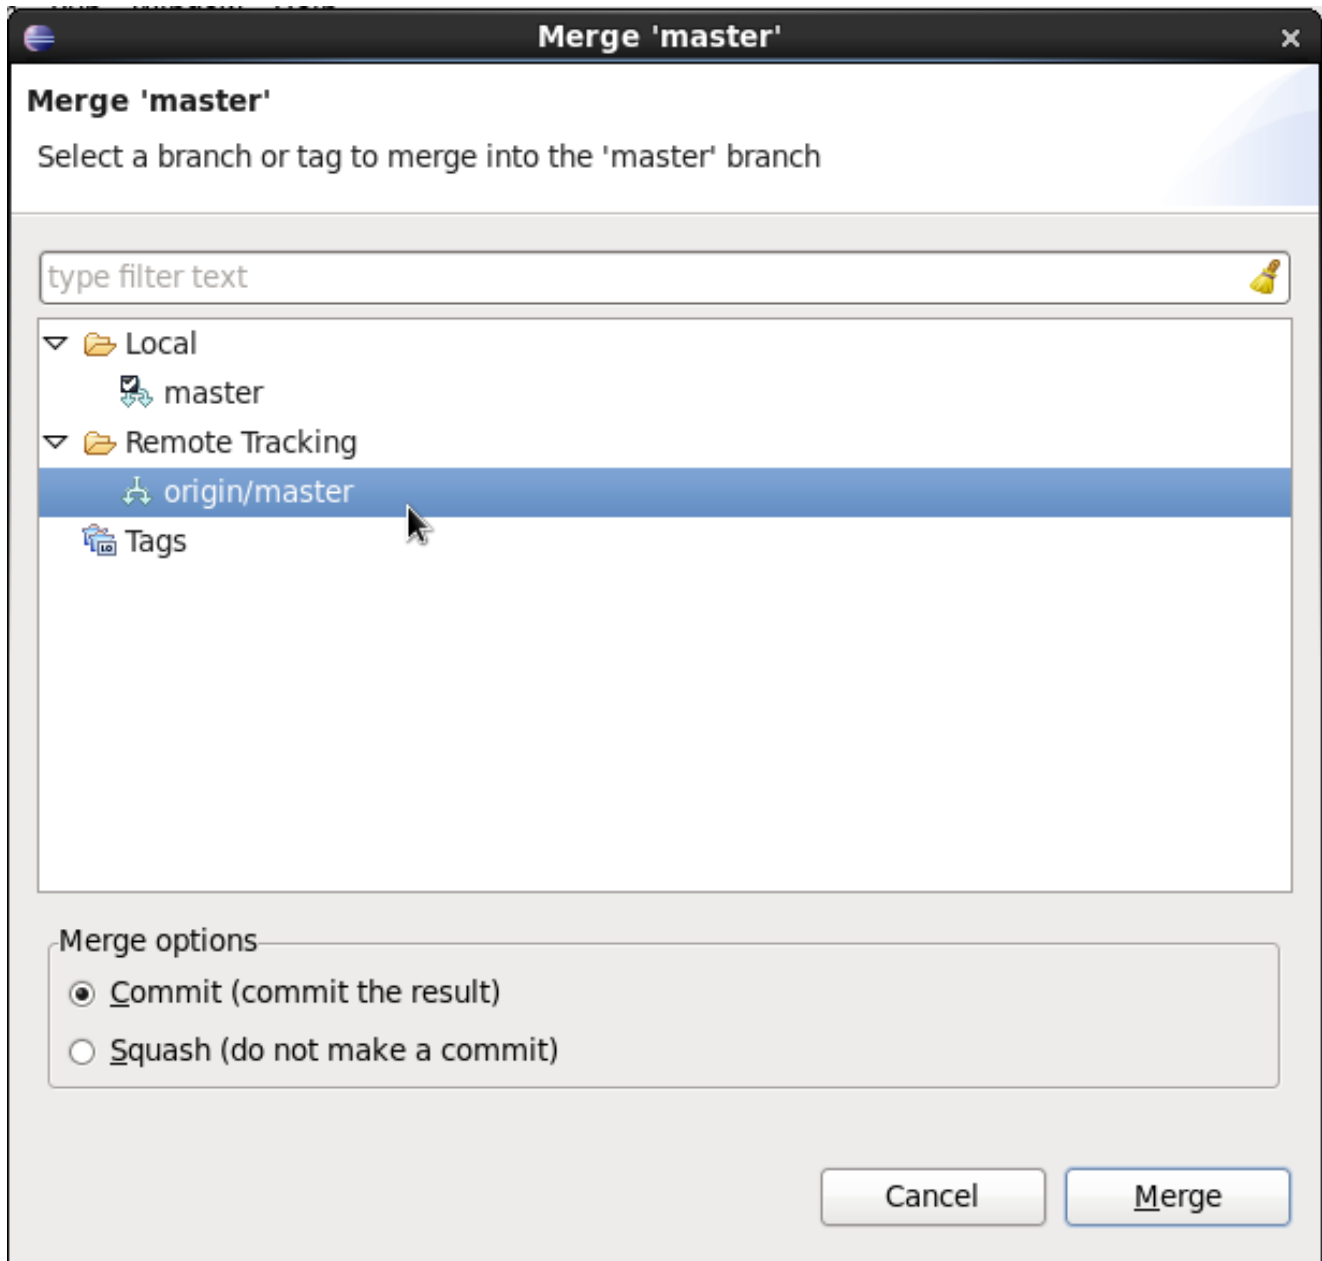 Merge 'master'
Merge 'master'
Select a branch or tag to merge into the 'master' branch
type filter text
Local
master
Remote Tracking
origin/master
Tags
Merge options
Commit (commit the result)
Squash (do not make a commit)
Cancel Merge